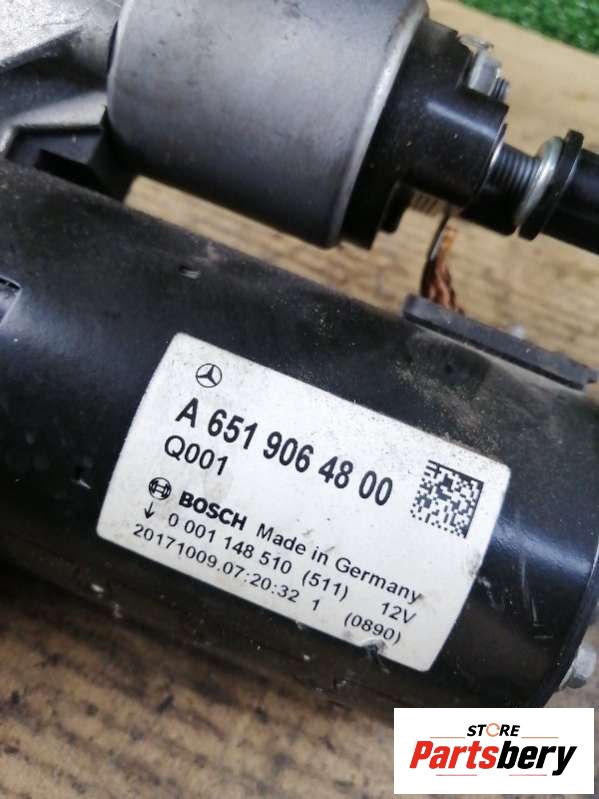 A 651 906 48 00
Q001
BOSCH Made in Germany
0 001 148 510 (511) 12V
20171009.07:20:32 1 (0890)
STORE
Partsbery